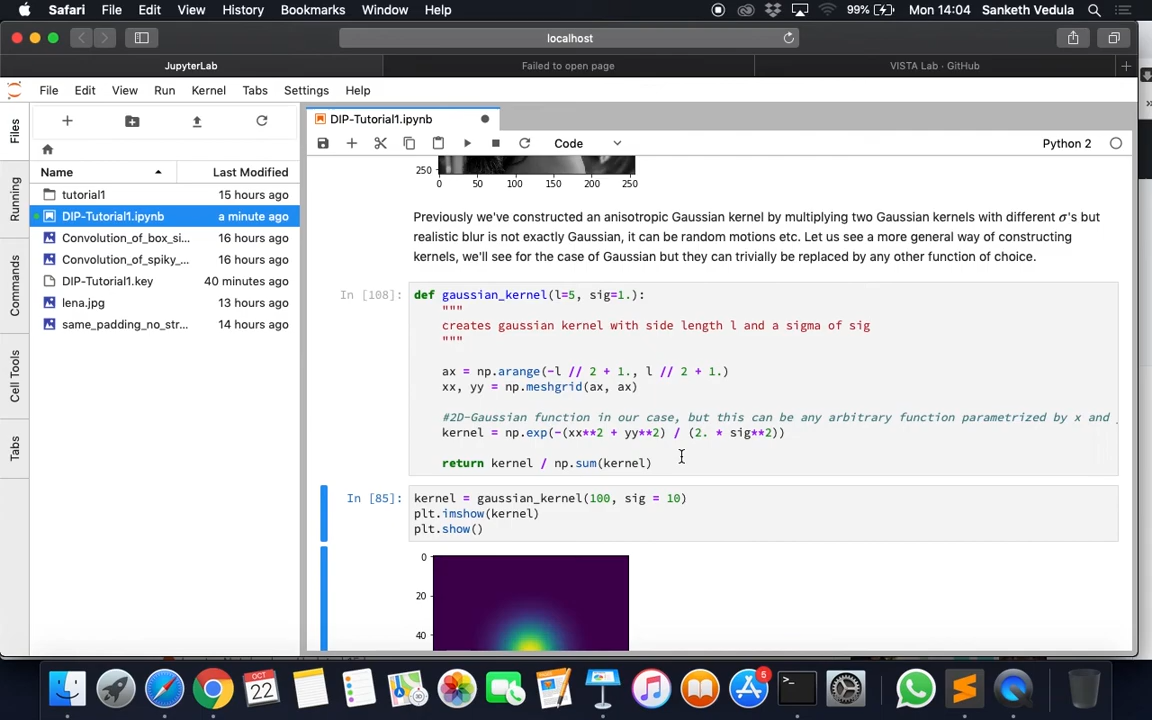 Safari File Edit View History Bookmarks Window Help 99% Mon 14:04 Sanketh Vedula
localhost
JupyterLab Failed to open page VISTA Lab · GitHub
File Edit View Run Kernel Tabs Settings Help
Files
Running
Commands
Cell Tools
Tabs
Name Last Modified
tutorial1 15 hours ago
DIP-Tutorial1.ipynb a minute ago
Convolution_of_box_si... 16 hours ago
Convolution_of_spiky_... 16 hours ago
DIP-Tutorial1.key 40 minutes ago
lena.jpg 13 hours ago
same_padding_no_str... 14 hours ago
DIP-Tutorial1.ipynb
Code Python 2
250
0 50 100 150 200 250
Previously we've constructed an anisotropic Gaussian kernel by multiplying two Gaussian kernels with different σ's but
realistic blur is not exactly Gaussian, it can be random motions etc. Let us see a more general way of constructing
kernels, we'll see for the case of Gaussian but they can trivially be replaced by any other function of choice.
In [108]: def gaussian_kernel(l=5, sig=1.):
"""
creates gaussian kernel with side length l and a sigma of sig
"""
ax = np.arange(-l // 2 + 1., l // 2 + 1.)
xx, yy = np.meshgrid(ax, ax)
#2D-Gaussian function in our case, but this can be any arbitrary function parametrized by x and
kernel = np.exp(-(xx**2 + yy**2) / (2. * sig**2))
return kernel / np.sum(kernel)
In [85]: kernel = gaussian_kernel(100, sig = 10)
plt.imshow(kernel)
plt.show()
0
20
40
OCT
22
5